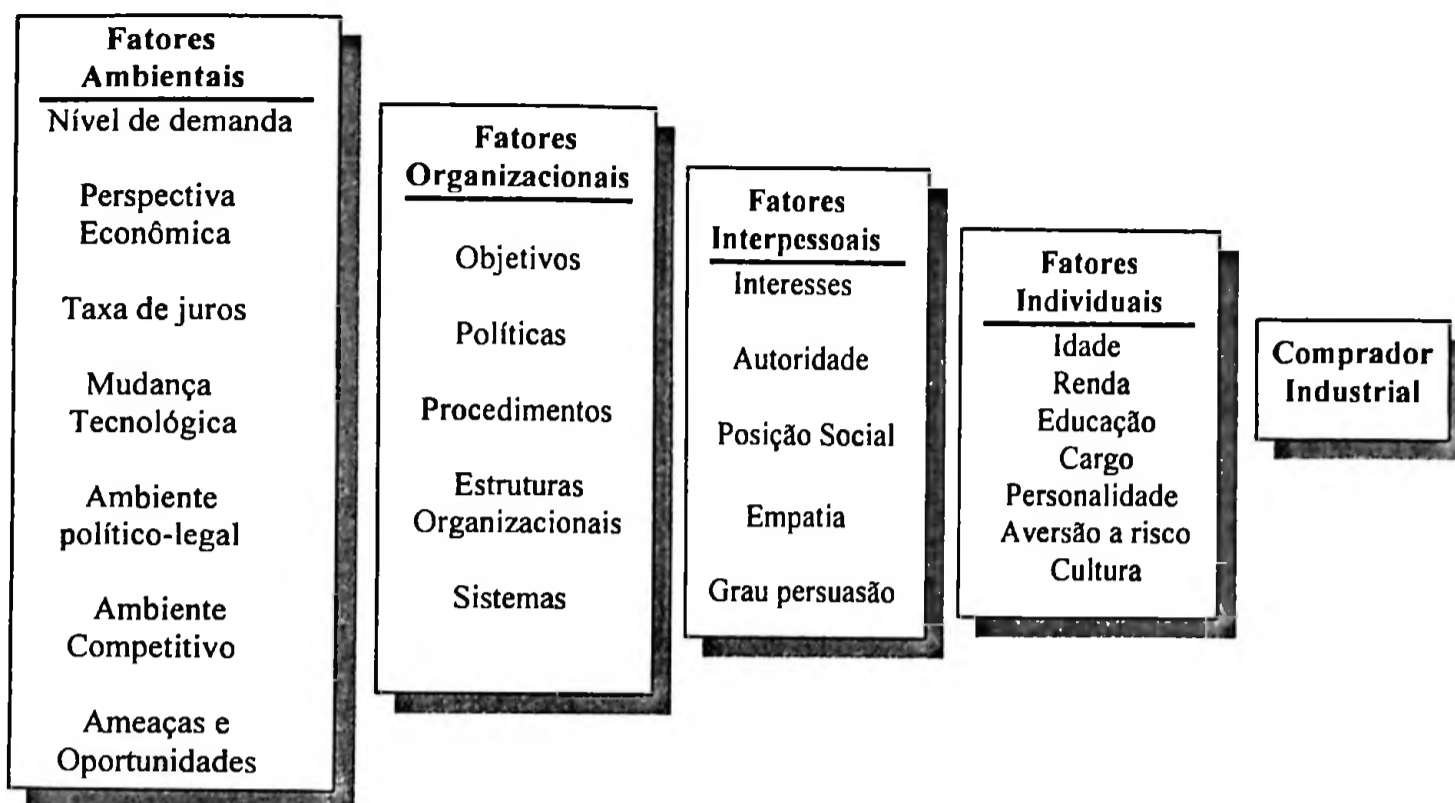 Fatores
Ambientais
Nível de demanda
Perspectiva
Econômica
Taxa de juros
Mudança
Tecnológica
Ambiente
político-legal
Ambiente
Competitivo
Ameaças e
Oportunidades
Fatores
Organizacionais
Objetivos
Políticas
Procedimentos
Estruturas
Organizacionais
Sistemas
Fatores
Interpessoais
Interesses
Autoridade
Posição Social
Empatia
Grau persuasão
Fatores
Individuais
Idade
Renda
Educação
Cargo
Personalidade
Aversão a risco
Cultura
Comprador
Industrial